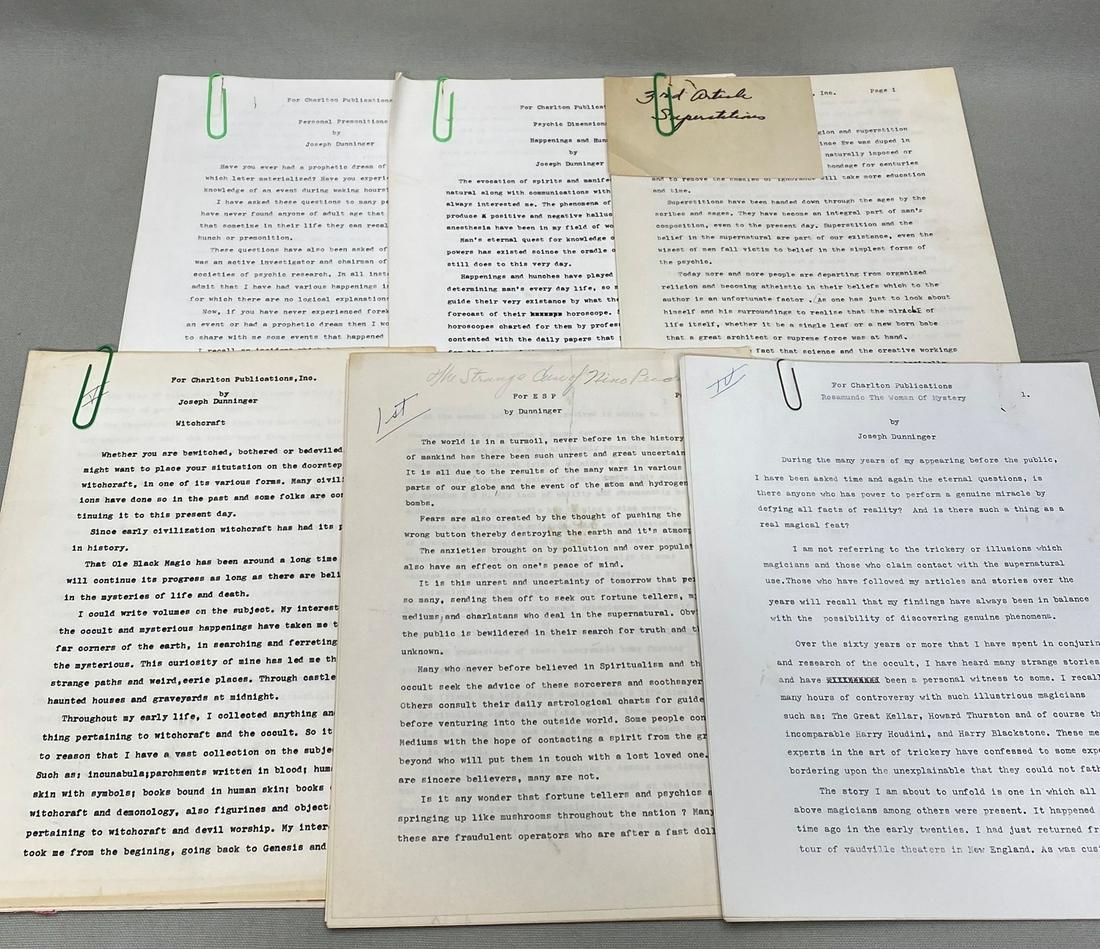 For Charlton Publications
Personal Premonitions
by
Joseph Dunninger
Have you ever had a prophetic dream of
which later materialized? Have you experi
knowledge of an event during waking hours
I have asked these questions to many pe
have never found anyone of adult age that
that sometime in their life they can recal
hunch or premonition.
These questions have also been asked of
was an active investigator and chairman of
societies of psychic research. In all inst
admit that I have had various happenings i
for which there are no logical explanations
Now, if you have never experienced forek
an event or had a prophetic dream then I wo
to share with me some events that happened
I recall an incident which
For Charlton Publicat
Psychic Dimension
Happenings and Hun
by
Joseph Dunninger
The evocation of spirits and manife
natural along with communications with
always interested me. The phenomena of
produce a positive and negative halluc
anesthesia have been in my field of wo
Man's eternal quest for knowledge o
powers has existed soince the cradle o
still does to this very day.
Happenings and hunches have played
determining man's every day life, so m
guide their very existance by what the
forecast of their horoscope.
horoscopes charted for them by profes
contented with the daily papers that
3rd Article
Superstitions
, Inc. Page 1
gion and superstition
ince Eve was duped in
naturally imposed or
bondage for centuries
and to remove the of ignorance will take more education
and time.
Superstitions have been handed down through the ages by the
scribes and sages. They have become an integral part of man's
composition, even to the present day. Superstition and the
belief in the supernatural are part of our existence, even the
wisest of men fall victim to belief in the simplest forms of
the psychic.
Today more and more people are departing from organized
religion and becoming atheistic in their beliefs which to the
author is an unfortunate factor . As one has just to look about
himself and his surroundings to realise that the miracle of
life itself, whether it be a single leaf or a new born babe
that a great architect or supreme force was at hand.
fact that science and the creative workings
V
For Charlton Publications,Inc.
by
Joseph Dunninger
Witchcraft
Whether you are bewitched, bothered or bedeviled
might want to place your situtation on the doorstep
witchcraft, in one of its various forms. Many civili
ions have done so in the past and some folks are con
tinuing it to this present day.
Since early civilization witchcraft has had its p
in history.
That Ole Black Magic has been around a long time
will continue its progress as long as there are beli
in the mysteries of life and death.
I could write volumes on the subject. My interest
the occult and mysterious happenings have taken me t
far corners of the earth, in searching and ferreting
the mysterious. This curiosity of mine has led me th
strange paths and weird,eerie places. Through castle
haunted houses and graveyards at midnight.
Throughout my early life, I collected anything an
thing pertaining to witchcraft and the occult. So it
to reason that I have a vast collection on the subje
Such as; incunabula;parchments written in blood; huma
skin with symbols; books bound in human skin; books
witchcraft and demonology, also figurines and object
pertaining to witchcraft and devil worship. My inter
took me from the begining, going back to Genesis and
The Strange Case of Nino
1st
For E S P
by Dunninger
The world is in a turmoil, never before in the history
of mankind has there been such unrest and great uncertain
It is all due to the results of the many wars in various
parts of our globe and the event of the atom and hydrogen
bombs.
Fears are also created by the thought of pushing the
wrong button thereby destroying the earth and it's atmos
The anxieties brought on by pollution and over populat
also have an effect on one's peace of mind.
It is this unrest and uncertainty of tomorrow that pe
so many, sending them off to seek out fortune tellers, m
mediums, and charlatans who deal in the supernatural. Obv
the public is bewildered in their search for truth and t
unknown.
Many who never before believed in Spiritualism and th
occult seek the advice of these sorcerers and soothsayer
Others consult their daily astrological charts for guide
before venturing into the outside world. Some people con
Mediums with the hope of contacting a spirit from the gr
beyond who will put them in touch with a lost loved one.
are sincere believers, many are not.
Is it any wonder that fortune tellers and psychics a
springing up like mushrooms throughout the nation ? Many
these are fraudulent operators who are after a fast doll
IV
For Charlton Publications
Rosamundo The Woman Of Mystery 1.
by
Joseph Dunninger
During the many years of my appearing before the public,
I have been asked time and again the eternal questions, is
there anyone who has power to perform a genuine miracle by
defying all facts of reality? And is there such a thing as a
real magical feat?
I am not referring to the trickery or illusions which
magicians and those who claim contact with the supernatural
use.Those who have followed my articles and stories over the
years will recall that my findings have always been in balance
with the possibility of discovering genuine phenomena.
Over the sixty years or more that I have spent in conjurin
and research of the occult, I have heard many strange stories
and have been a personal witness to some. I recall
many hours of controversy with such illustrious magicians
such as: The Great Kellar, Howard Thurston and of course th
incomparable Harry Houdini, and Harry Blackstone. These me
experts in the art of trickery have confessed to some expe
bordering upon the unexplainable that they could not fath
The story I am about to unfold is one in which all
above magicians among others were present. It happened
time ago in the early twenties. I had just returned fr
tour of vaudville theaters in New England. As was cus